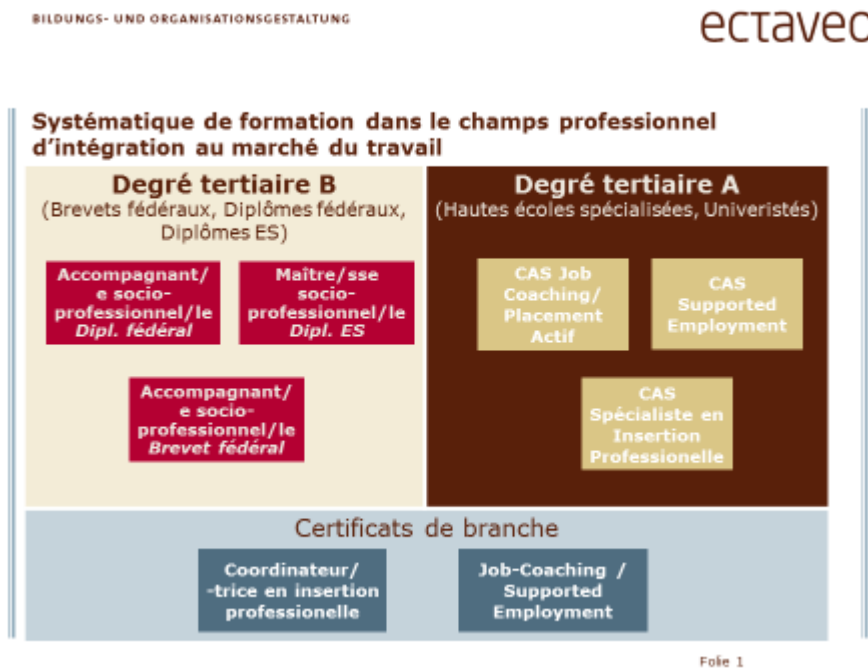 BILDUNGS- UND ORGANISATIONSGESTALTUNG
ectaveo
Systématique de formation dans le champs professionnel
d'intégration au marché du travail
Degré tertiaire B
(Brevets fédéraux, Diplômes fédéraux,
Diplômes ES)
Accompagnant/
e socio-
professionnel/le
Dipl. fédéral
Maître/sse
socio-
professionnel/le
Dipl. ES
Accompagnant/
e socio-
professionnel/le
Brevet fédéral
Degré tertiaire A
(Hautes écoles spécialisées, Univeristés)
CAS Job
Coaching/
Placement
Actif
CAS
Supported
Employment
CAS
Spécialiste en
Insertion
Professionelle
Certificats de branche
Coordinateur/
-trice en insertion
professionelle
Job-Coaching /
Supported
Employment
Folie 1